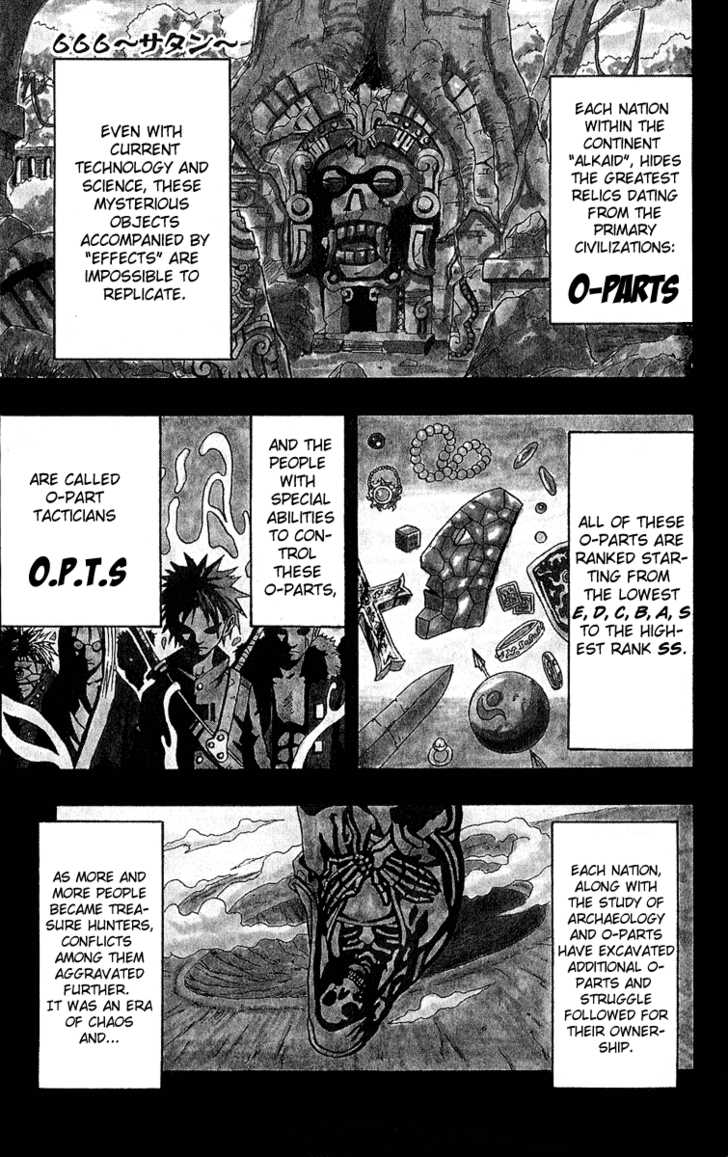 666〜サタン〜
EACH NATION
WITHIN THE
CONTINENT
"ALKAID", HIDES
THE GREATEST
RELICS DATING
FROM THE
PRIMARY
CIVILIZATIONS:
O-PARTS
EVEN WITH
CURRENT
TECHNOLOGY AND
SCIENCE, THESE
MYSTERIOUS
OBJECTS
ACCOMPANIED BY
"EFFECTS" ARE
IMPOSSIBLE TO
REPLICATE.
ALL OF THESE
O-PARTS ARE
RANKED STAR-
TING FROM
THE LOWEST
E, D, C, B, A, S
TO THE HIGH-
EST RANK SS.
AND THE
PEOPLE
WITH
SPECIAL
ABILITIES
TO CON-
TROL
THESE
O-PARTS,
ARE CALLED
O-PART
TACTICIANS
O.P.T.S
EACH NATION,
ALONG WITH
THE STUDY OF
ARCHAEOLOGY
AND O-PARTS
HAVE EXCAVATED
ADDITIONAL O-
PARTS AND
STRUGGLE
FOLLOWED FOR
THEIR OWNER-
SHIP.
AS MORE AND
MORE PEOPLE
BECAME TREA-
SURE HUNTERS,
CONFLICTS
AMONG THEM
AGGRAVATED
FURTHER.
IT WAS AN ERA
OF CHAOS
AND...